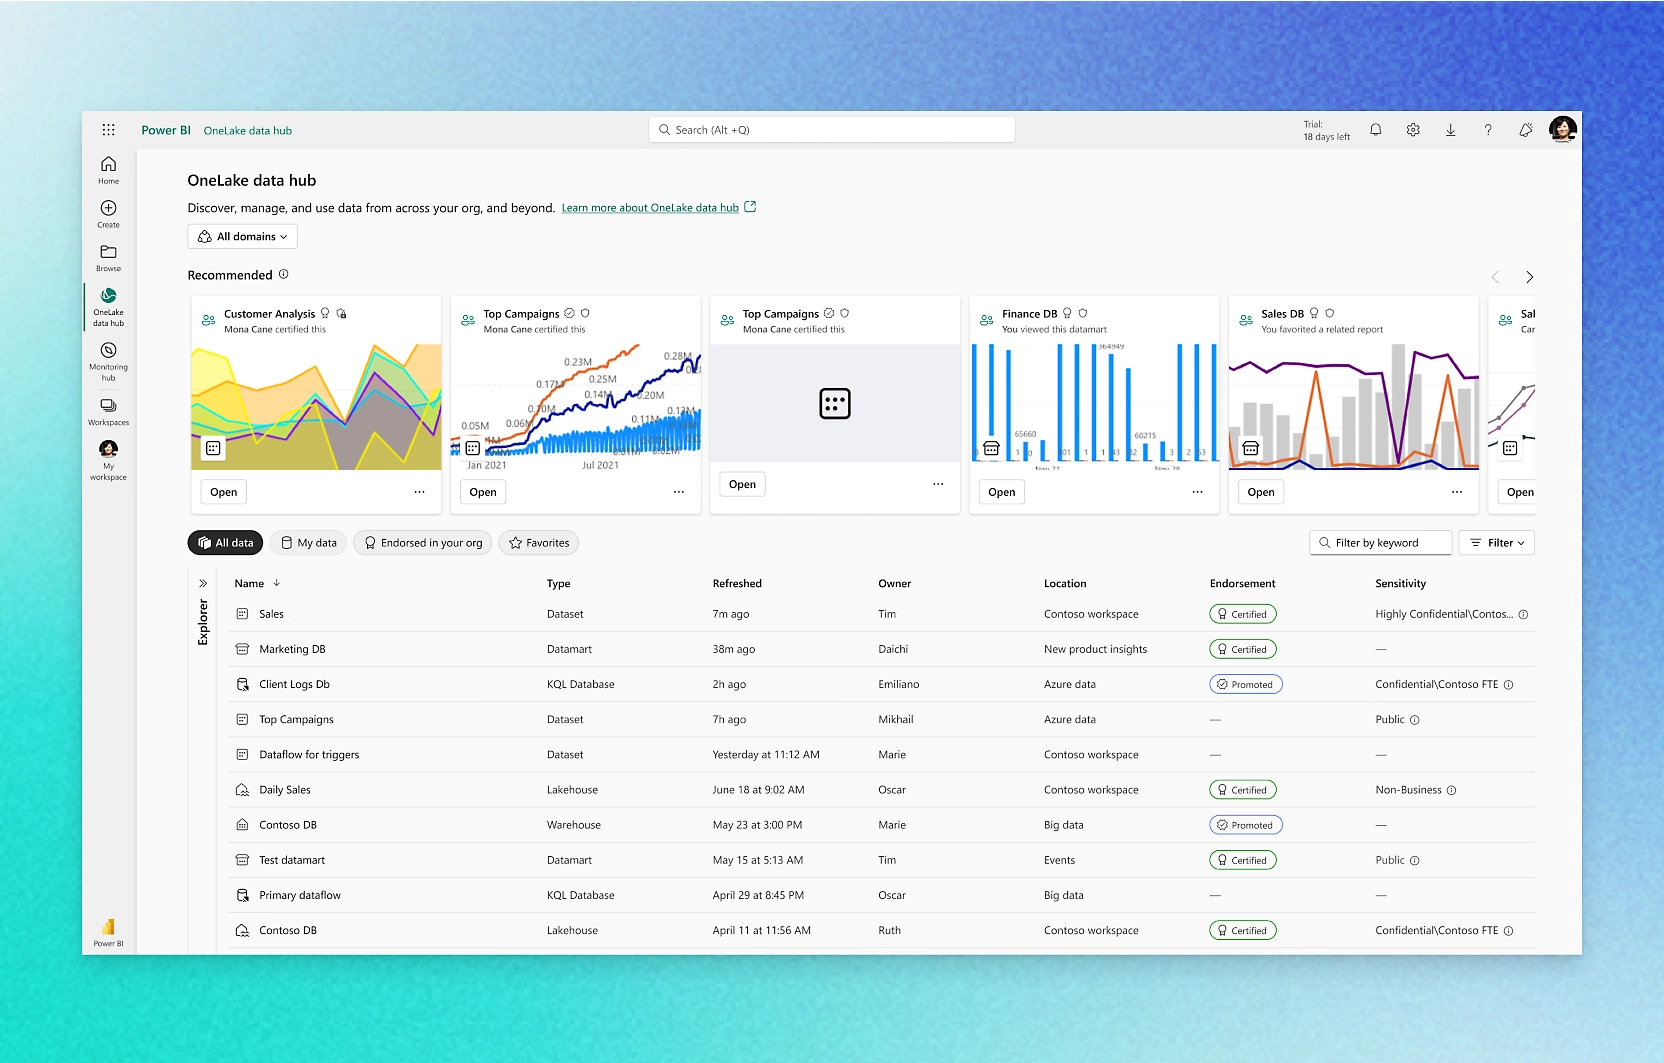 Power BI OneLake data hub
Search (Alt +Q)
Trial:
18 days left
Home
Create
Browse
OneLake
data hub
Monitoring
hub
Workspaces
My
workspace
Power BI
OneLake data hub
Discover, manage, and use data from across your org, and beyond. Learn more about OneLake data hub
All domains
Recommended
Customer Analysis
Mona Cane certified this
Open
Top Campaigns
Mona Cane certified this
0.23M
0.28M
0.17M
0.25M
0.14M
0.20M
0.10M
0.06M
0.05M
0.11M
0.12M
Jan 2021
Jul 2021
Open
Top Campaigns
Mona Cane certified this
Open
Finance DB
You viewed this datamart
364949
65660
60215
Nov 21
Nov 28
Open
Sales DB
You favorited a related report
Open
Sal
Car
Open
All data
My data
Endorsed in your org
Favorites
Filter by keyword
Filter
Explorer
Name Type Refreshed Owner Location Endorsement Sensitivity
Sales Dataset 7m ago Tim Contoso workspace Certified Highly Confidential\Contos...
Marketing DB Datamart 38m ago Daichi New product insights Certified —
Client Logs Db KQL Database 2h ago Emiliano Azure data Promoted Confidential\Contoso FTE
Top Campaigns Dataset 7h ago Mikhail Azure data — Public
Dataflow for triggers Dataset Yesterday at 11:12 AM Marie Contoso workspace — —
Daily Sales Lakehouse June 18 at 9:02 AM Oscar Contoso workspace Certified Non-Business
Contoso DB Warehouse May 23 at 3:00 PM Marie Big data Promoted —
Test datamart Datamart May 15 at 5:13 AM Tim Events Certified Public
Primary dataflow KQL Database April 29 at 8:45 PM Oscar Big data — —
Contoso DB Lakehouse April 11 at 11:56 AM Ruth Contoso workspace Certified Confidential\Contoso FTE